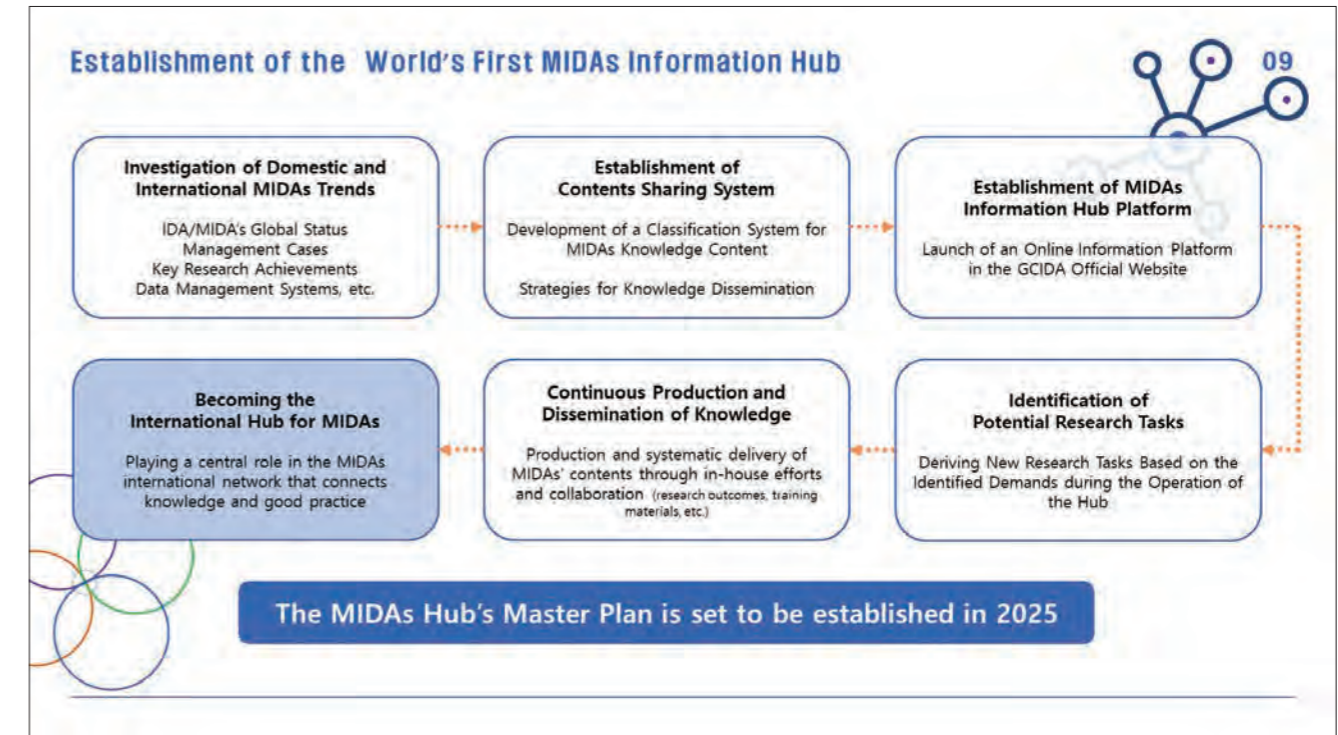 Establishment of the World's First MIDAs Information Hub
09
Investigation of Domestic and
International MIDAs Trends
IDA/MIDA's Global Status
Management Cases
Key Research Achievements
Data Management Systems, etc.
Establishment of
Contents Sharing System
Development of a Classification System for
MIDAs Knowledge Content
Strategies for Knowledge Dissemination
Establishment of MIDAs
Information Hub Platform
Launch of an Online Information Platform
in the GCIDA Official Website
Identification of
Potential Research Tasks
Deriving New Research Tasks Based on the
Identified Demands during the Operation of
the Hub
Continuous Production and
Dissemination of Knowledge
Production and systematic delivery of
MIDAs' contents through in-house efforts
and collaboration (research outcomes, training
materials, etc.)
Becoming the
International Hub for MIDAs
Playing a central role in the MIDAs
international network that connects
knowledge and good practice
The MIDAs Hub's Master Plan is set to be established in 2025